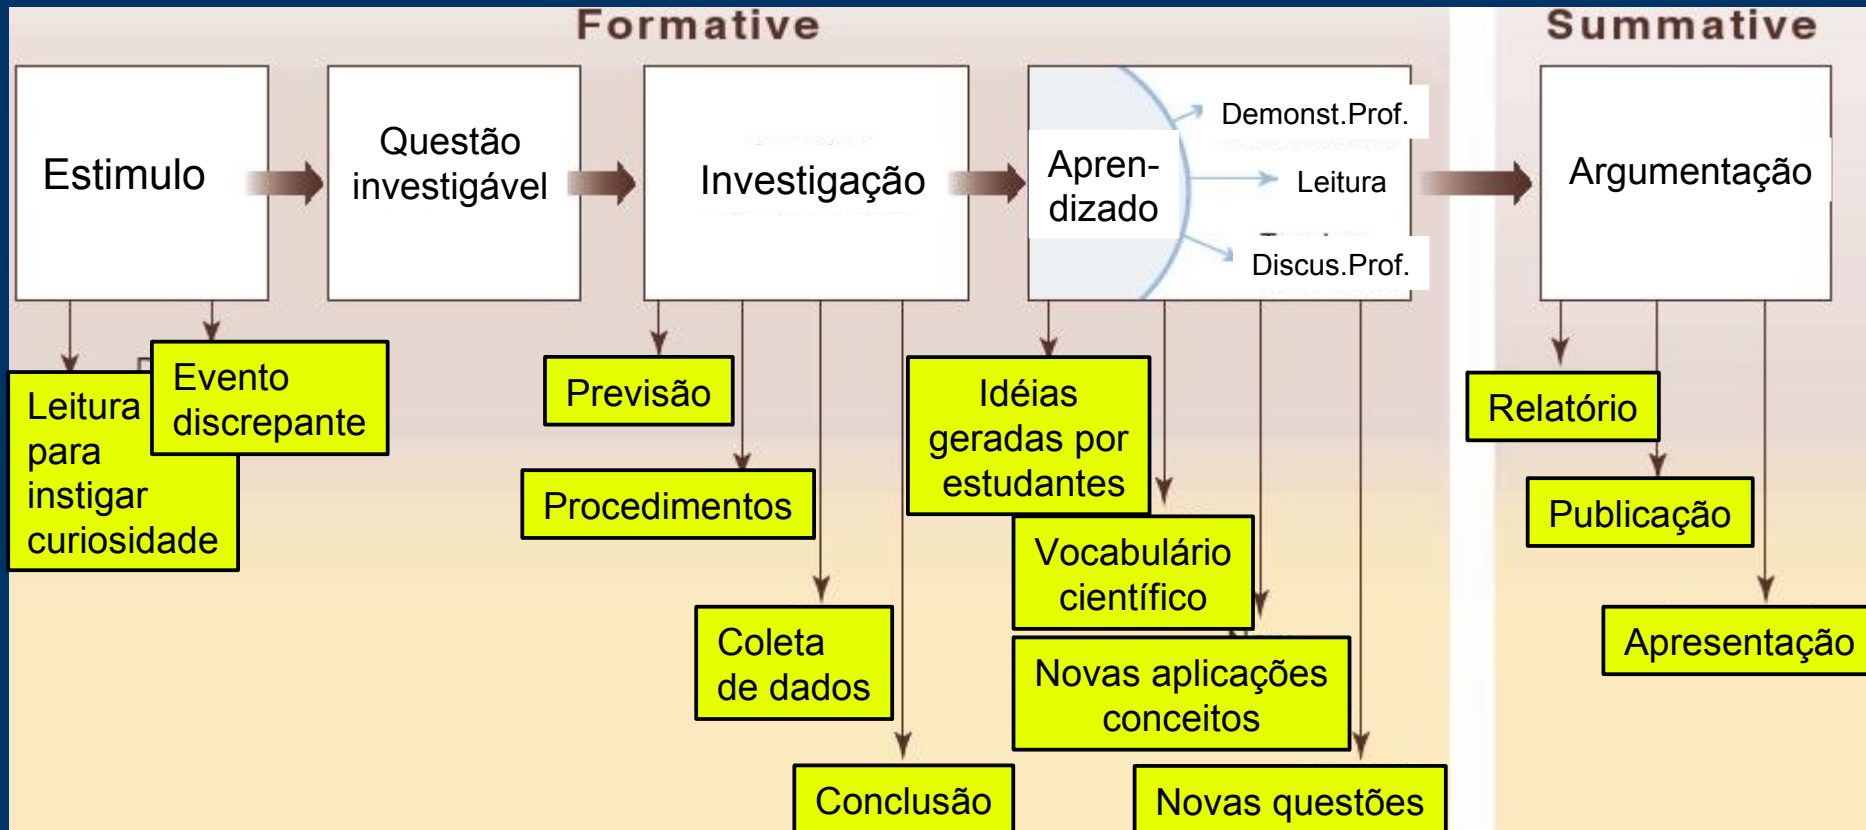 Formative
Summative
Estimulo
Questão
investigável
Investigação
Apren-
dizado
Demonst.Prof.
Leitura
Discus.Prof.
Argumentação
Leitura
para
instigar
curiosidade
Evento
discrepante
Previsão
Procedimentos
Coleta
de dados
Conclusão
Idéias
geradas por
estudantes
Vocabulário
científico
Novas aplicações
conceitos
Novas questões
Relatório
Publicação
Apresentação